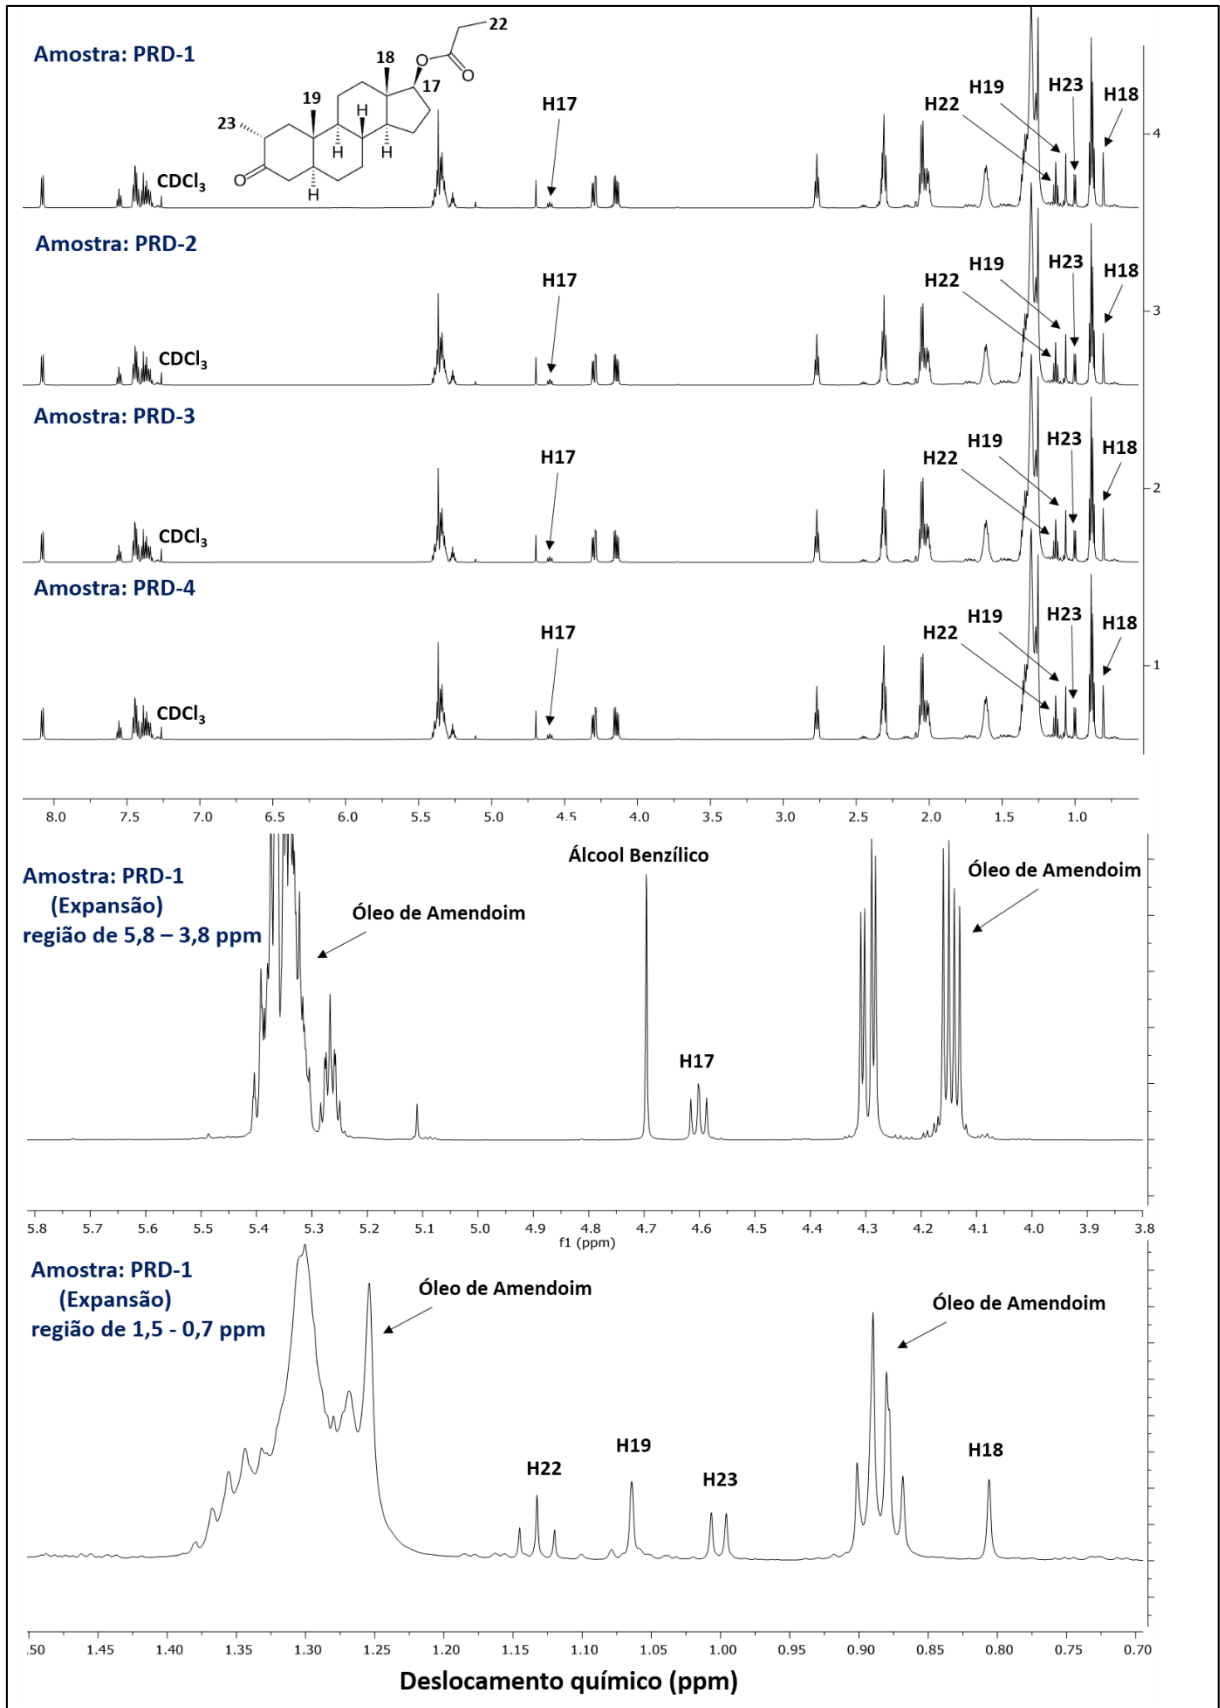 Amostra: PRD-1
22
18
O
O
17
19
H
23
H
H
O
H
CDCl3
H17
H22
H19
H23
H18
4
Amostra: PRD-2
CDCl3
H17
H22
H19
H23
H18
3
Amostra: PRD-3
CDCl3
H17
H22
H19
H23
H18
2
Amostra: PRD-4
CDCl3
H17
H22
H19
H23
H18
1
8.0 7.5 7.0 6.5 6.0 5.5 5.0 4.5 4.0 3.5 3.0 2.5 2.0 1.5 1.0
Amostra: PRD-1
(Expansão)
região de 5,8 – 3,8 ppm
Óleo de Amendoim
Álcool Benzílico
H17
Óleo de Amendoim
5.8 5.7 5.6 5.5 5.4 5.3 5.2 5.1 5.0 4.9 4.8 4.7 4.6 4.5 4.4 4.3 4.2 4.1 4.0 3.9 3.8
f1 (ppm)
Amostra: PRD-1
(Expansão)
região de 1,5 - 0,7 ppm
Óleo de Amendoim
H22
H19
H23
Óleo de Amendoim
H18
.50 1.45 1.40 1.35 1.30 1.25 1.20 1.15 1.10 1.05 1.00 0.95 0.90 0.85 0.80 0.75 0.70
Deslocamento químico (ppm)